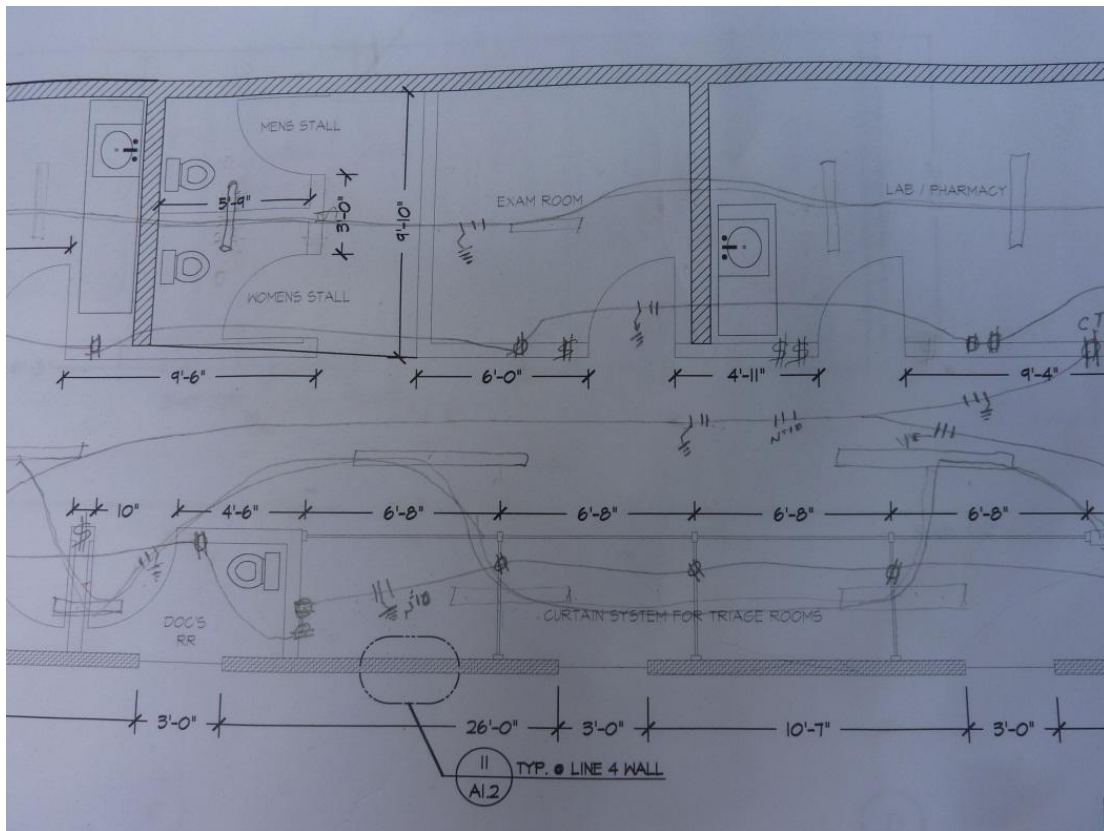 MENS STALL
5'-9"
3'-0"
9'-10"
EXAM ROOM
LAB / PHARMACY
WOMENS STALL
C T
9'-6"
6'-0"
4'-11"
9'-4"
N°10
10"
4'-6"
6'-8"
6'-8"
6'-8"
6'-8"
DOC'S
RR
CURTAIN SYSTEM FOR TRIAGE ROOMS
3'-0"
26'-0"
3'-0"
10'-7"
3'-0"
11
A1.2
TYP. @ LINE 4 WALL